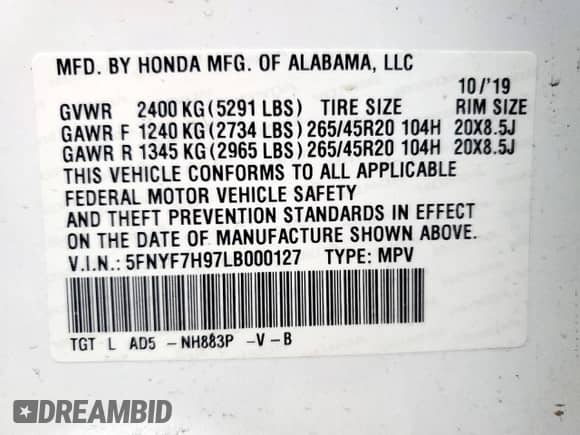 MFD. BY HONDA MFG. OF ALABAMA, LLC
10/'19
GVWR 2400 KG (5291 LBS) TIRE SIZE RIM SIZE
GAWR F 1240 KG (2734 LBS) 265/45R20 104H 20X8.5J
GAWR R 1345 KG (2965 LBS) 265/45R20 104H 20X8.5J
THIS VEHICLE CONFORMS TO ALL APPLICABLE
FEDERAL MOTOR VEHICLE SAFETY
AND THEFT PREVENTION STANDARDS IN EFFECT
ON THE DATE OF MANUFACTURE SHOWN ABOVE.
V.I.N.: 5FNYF7H97LB000127 TYPE: MPV
TGT L AD5 -NH883P -V-B
DREAMBID